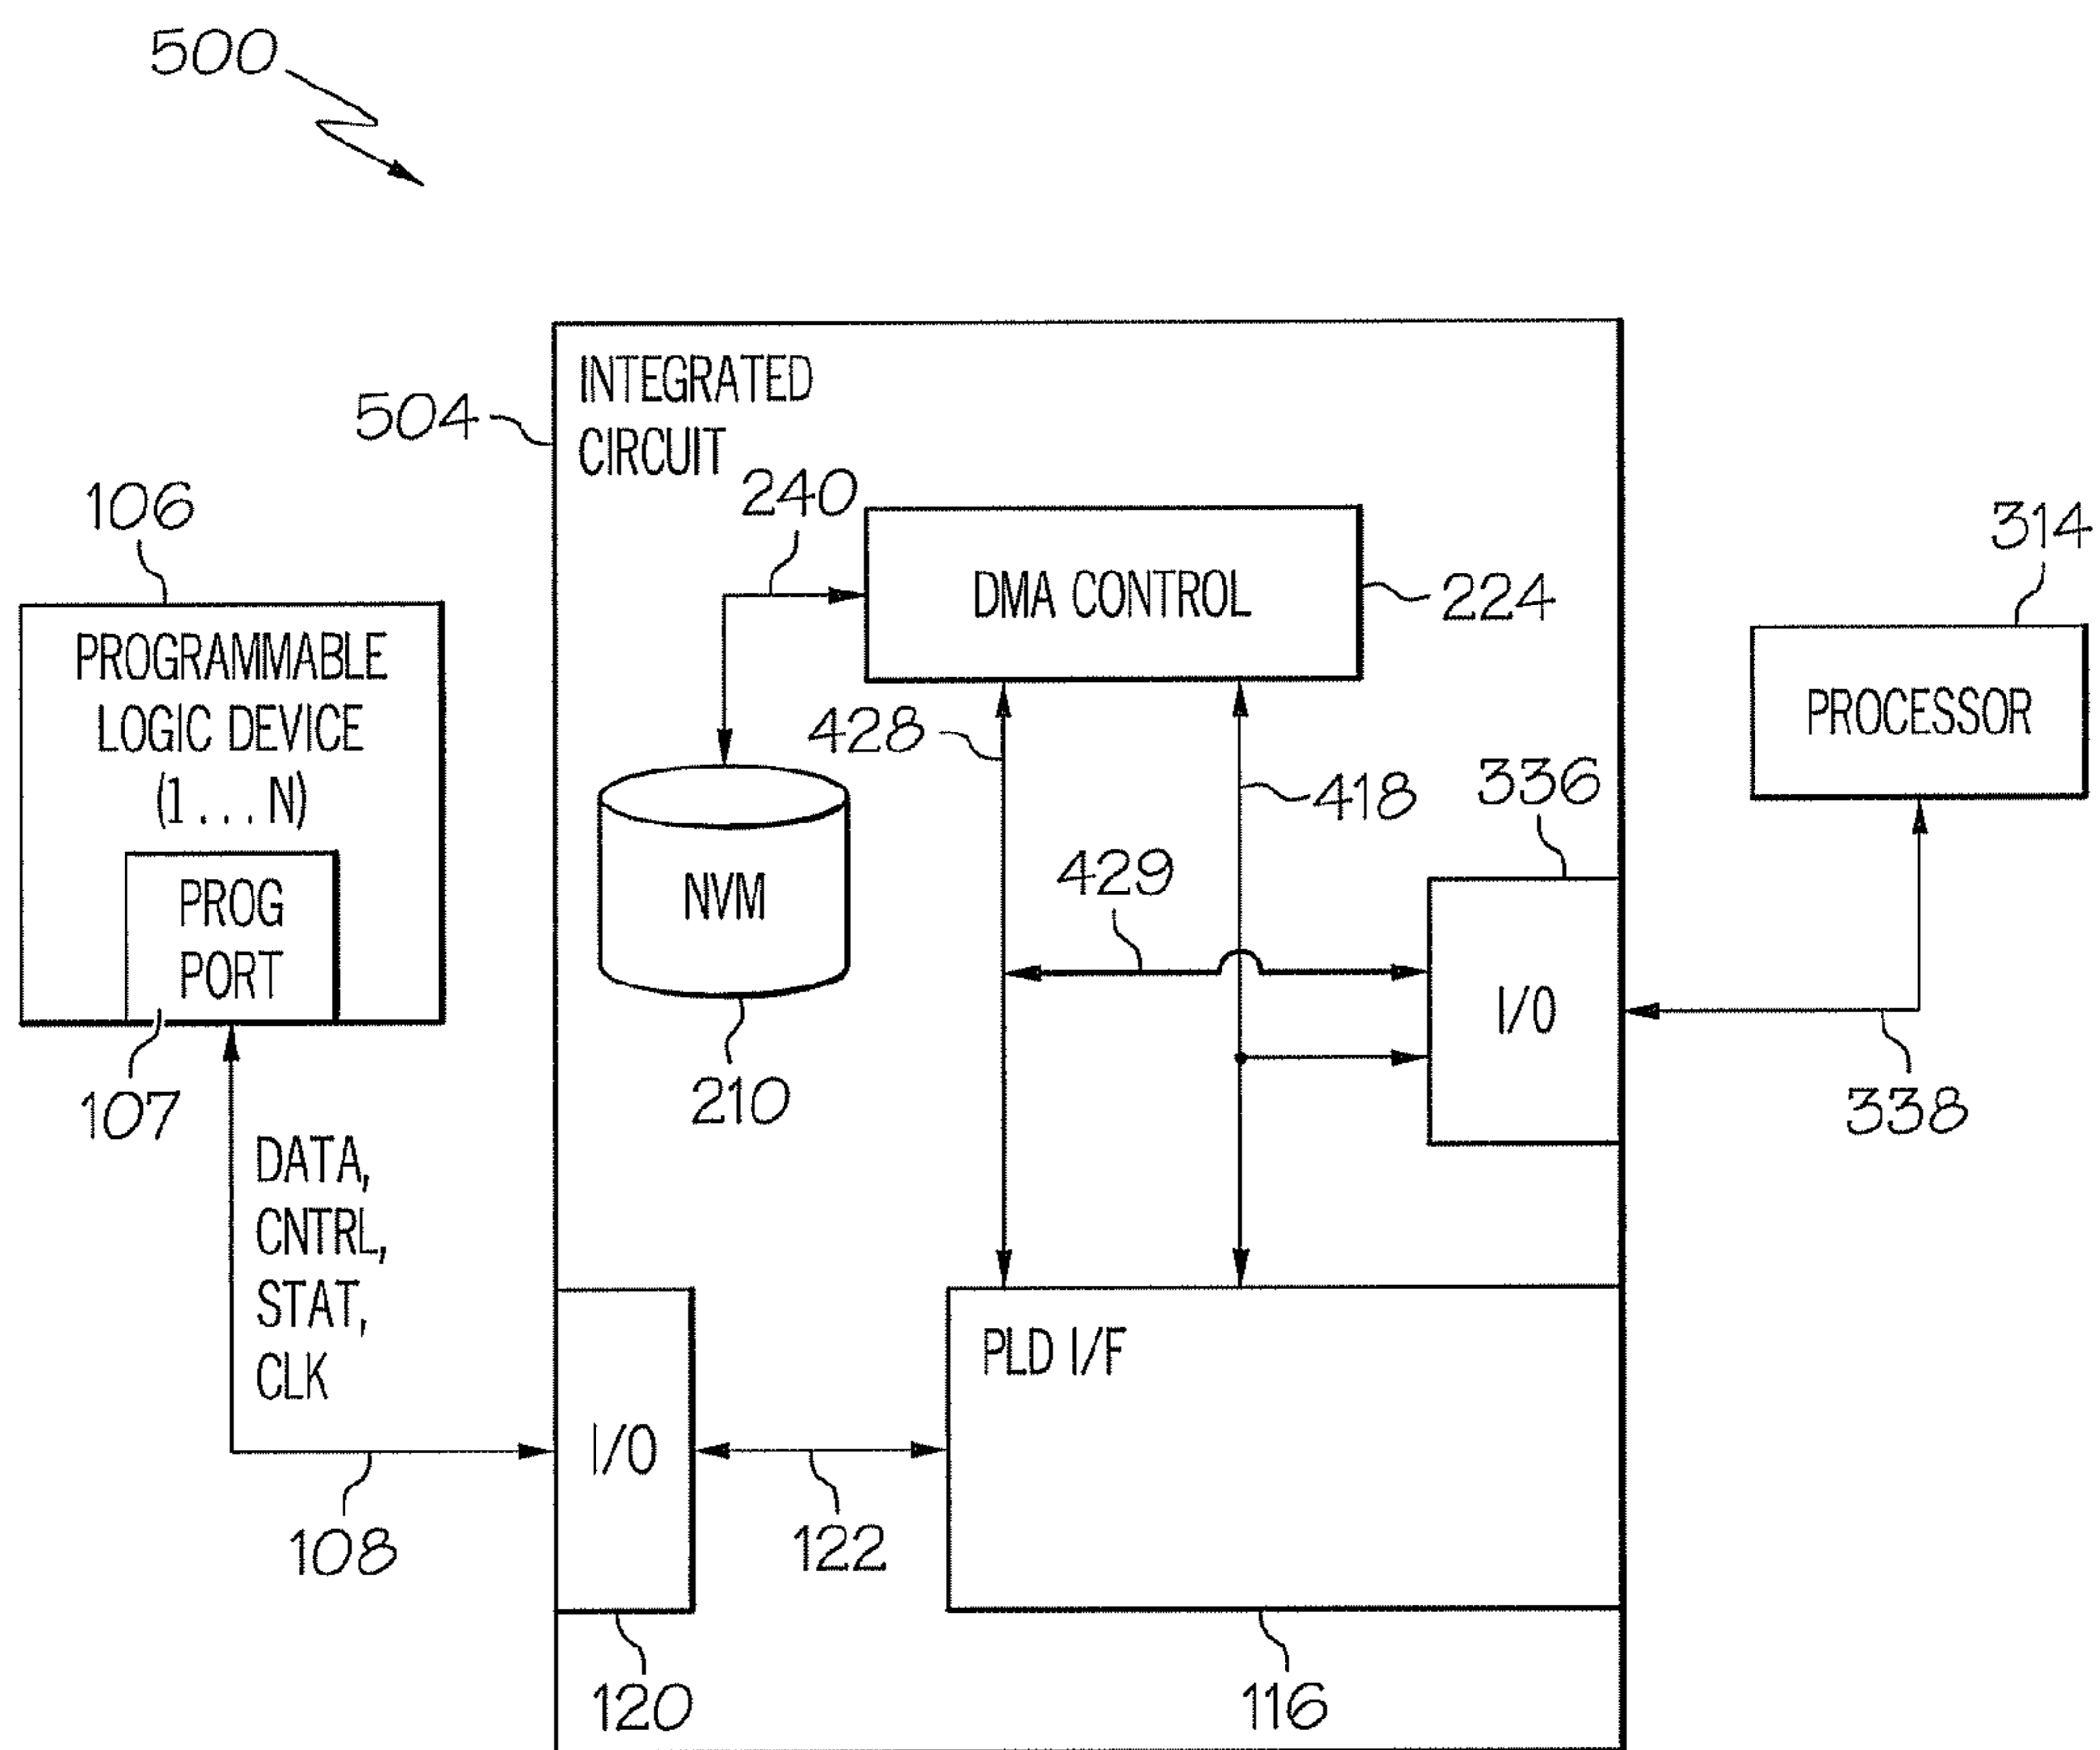 500
INTEGRATED
CIRCUIT
504
240
106
314
DMA CONTROL
224
PROGRAMMABLE
LOGIC DEVICE
(1 . . . N)
PROCESSOR
428
418
336
429
NVM
PROG
PORT
I/O
107
210
338
DATA,
CNTRL,
STAT,
CLK
PLD I/F
I/O
108
122
120
116